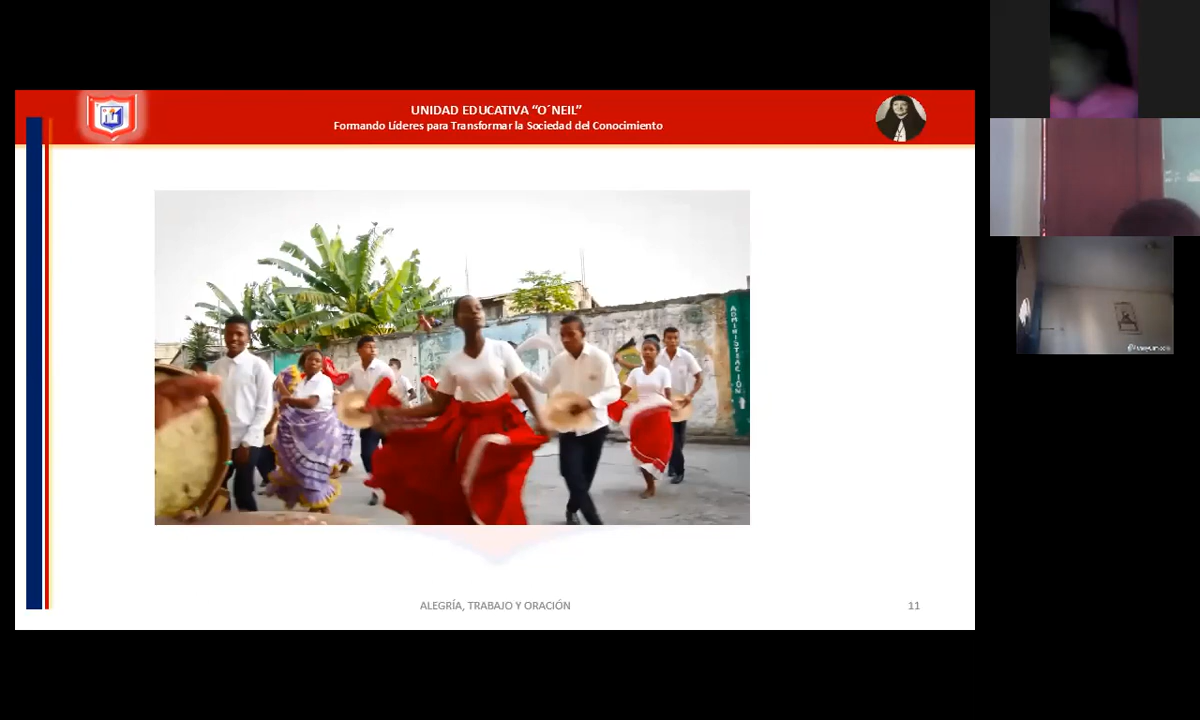 UNIDAD EDUCATIVA “O´NEIL”
Formando Líderes para Transformar la Sociedad del Conocimiento
ADMINISTRACIÓN
ALEGRÍA, TRABAJO Y ORACIÓN
11